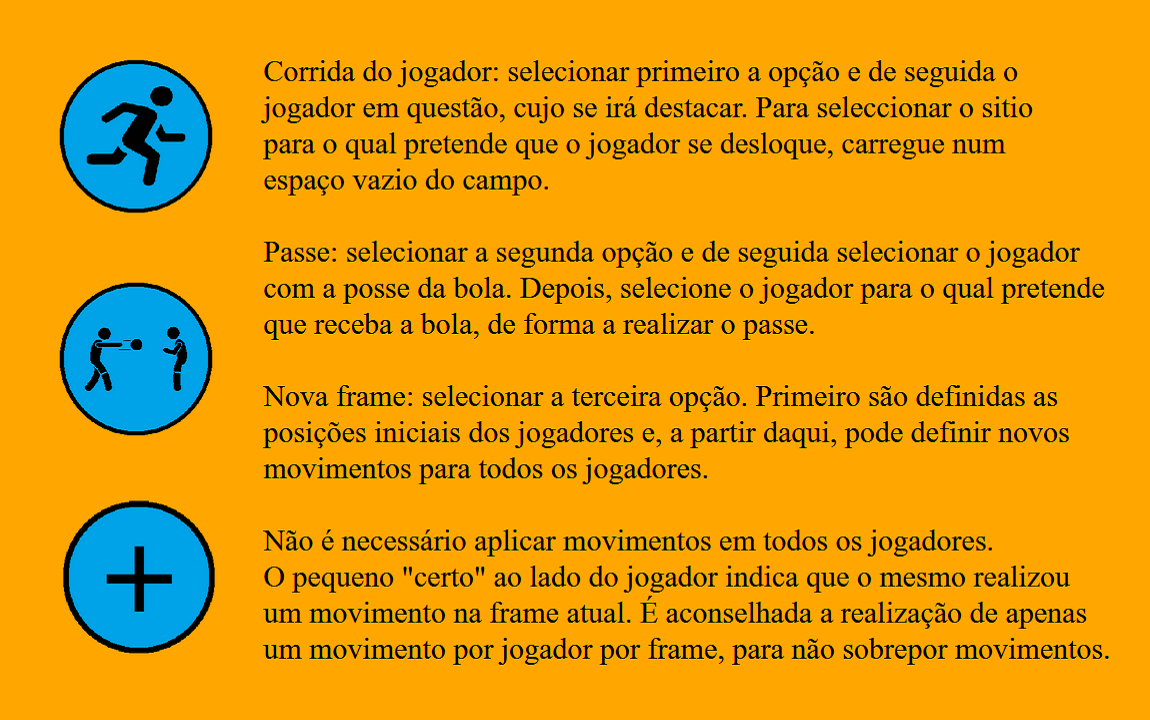 Corrida do jogador: selecionar primeiro a opção e de seguida o
jogador em questão, cujo se irá destacar. Para seleccionar o sitio
para o qual pretende que o jogador se desloque, carregue num
espaço vazio do campo.
Passe: selecionar a segunda opção e de seguida selecionar o jogador
com a posse da bola. Depois, selecione o jogador para o qual pretende
que receba a bola, de forma a realizar o passe.
Nova frame: selecionar a terceira opção. Primeiro são definidas as
posições iniciais dos jogadores e, a partir daqui, pode definir novos
movimentos para todos os jogadores.
Não é necessário aplicar movimentos em todos os jogadores.
O pequeno "certo" ao lado do jogador indica que o mesmo realizou
um movimento na frame atual. É aconselhada a realização de apenas
um movimento por jogador por frame, para não sobrepor movimentos.